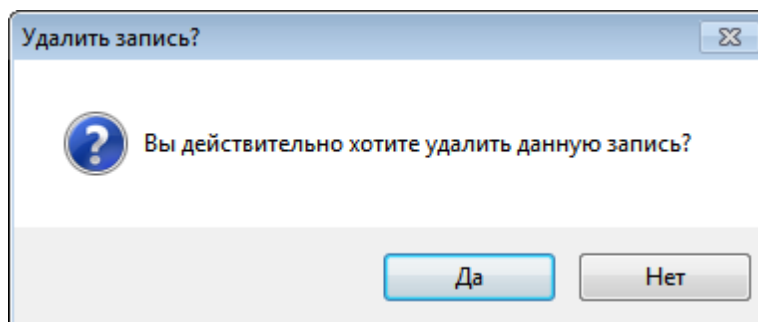 Удалить запись?
Вы действительно хотите удалить данную запись?
Да
Нет